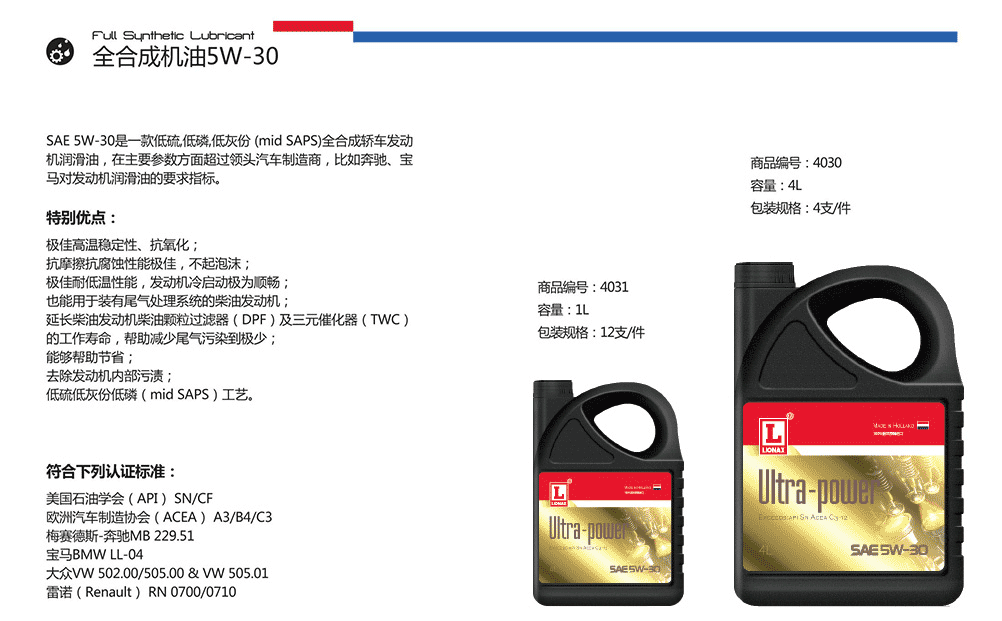 Full Synthetic Lubricant
全合成机油5W-30
SAE 5W-30是一款低硫,低磷,低灰份 (mid SAPS)全合成轿车发动
机润滑油，在主要参数方面超过领头汽车制造商，比如奔驰、宝
马对发动机润滑油的要求指标。
特别优点：
极佳高温稳定性、抗氧化；
抗摩擦抗腐蚀性能极佳，不起泡沫；
极佳耐低温性能，发动机冷启动极为顺畅；
也能用于装有尾气处理系统的柴油发动机；
延长柴油发动机柴油颗粒过滤器（DPF）及三元催化器（TWC）
的工作寿命，帮助减少尾气污染到极少；
能够帮助节省；
去除发动机内部污渍；
低硫低灰份低磷（mid SAPS）工艺。
符合下列认证标准：
美国石油学会（API） SN/CF
欧洲汽车制造协会（ACEA） A3/B4/C3
梅赛德斯-奔驰MB 229.51
宝马BMW LL-04
大众VW 502.00/505.00 & VW 505.01
雷诺（Renault） RN 0700/0710
商品编号：4031
容量：1L
包装规格：12支/件
L
LIONAX
Made in Holland
Ultra-power
SAE 5W-30
商品编号：4030
容量：4L
包装规格：4支/件
L
®
LIONAX
Made in Holland
Ultra-power
Exceeds API Sn Acea C3-12
4L
SAE 5W-30